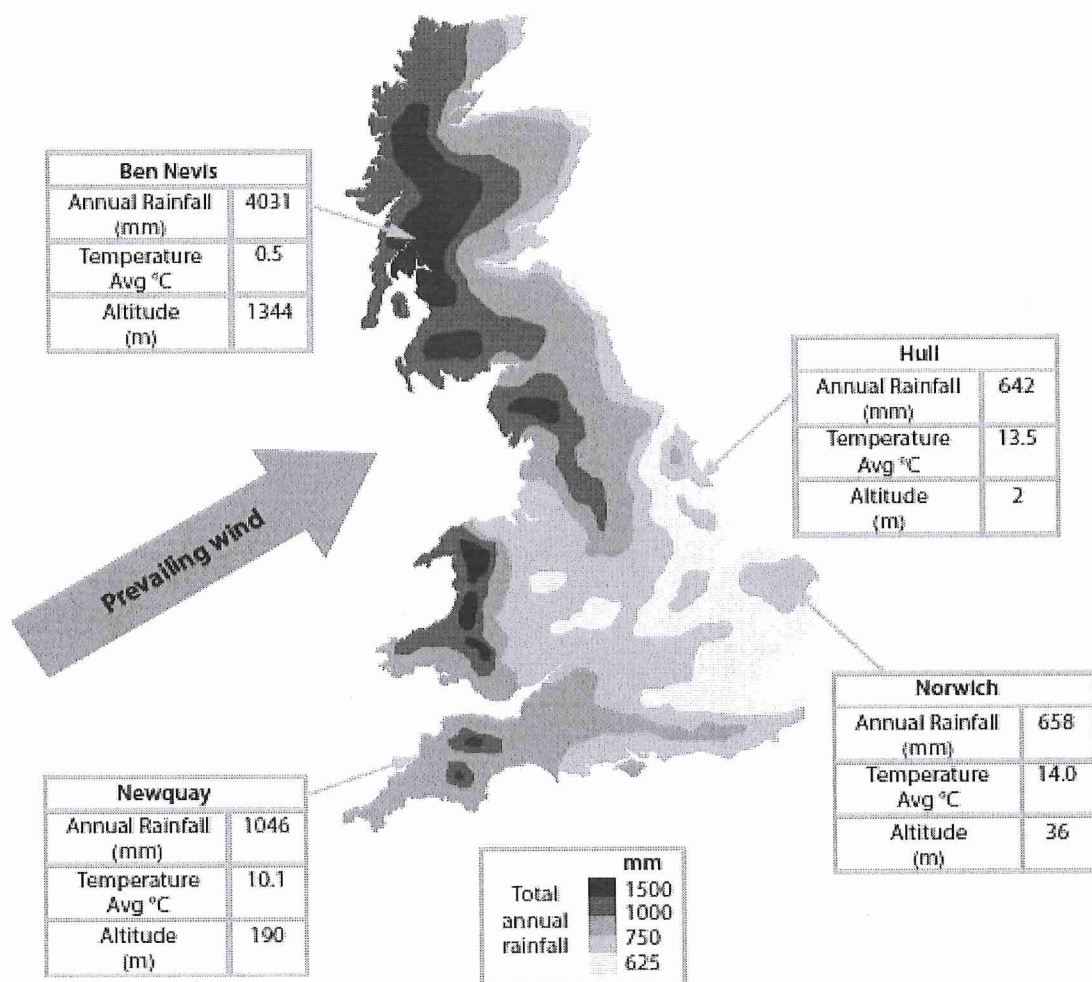 Ben Nevis
Annual Rainfall
(mm)
4031
Temperature
Avg °C
0.5
Altitude
(m)
1344
Hull
Annual Rainfall
(mm)
642
Temperature
Avg °C
13.5
Altitude
(m)
2
Prevailing wind
Norwich
Annual Rainfall
(mm)
658
Temperature
Avg °C
14.0
Altitude
(m)
36
Newquay
Annual Rainfall
(mm)
1046
Temperature
Avg °C
10.1
Altitude
(m)
190
Total
annual
rainfall
mm
1500
1000
750
625